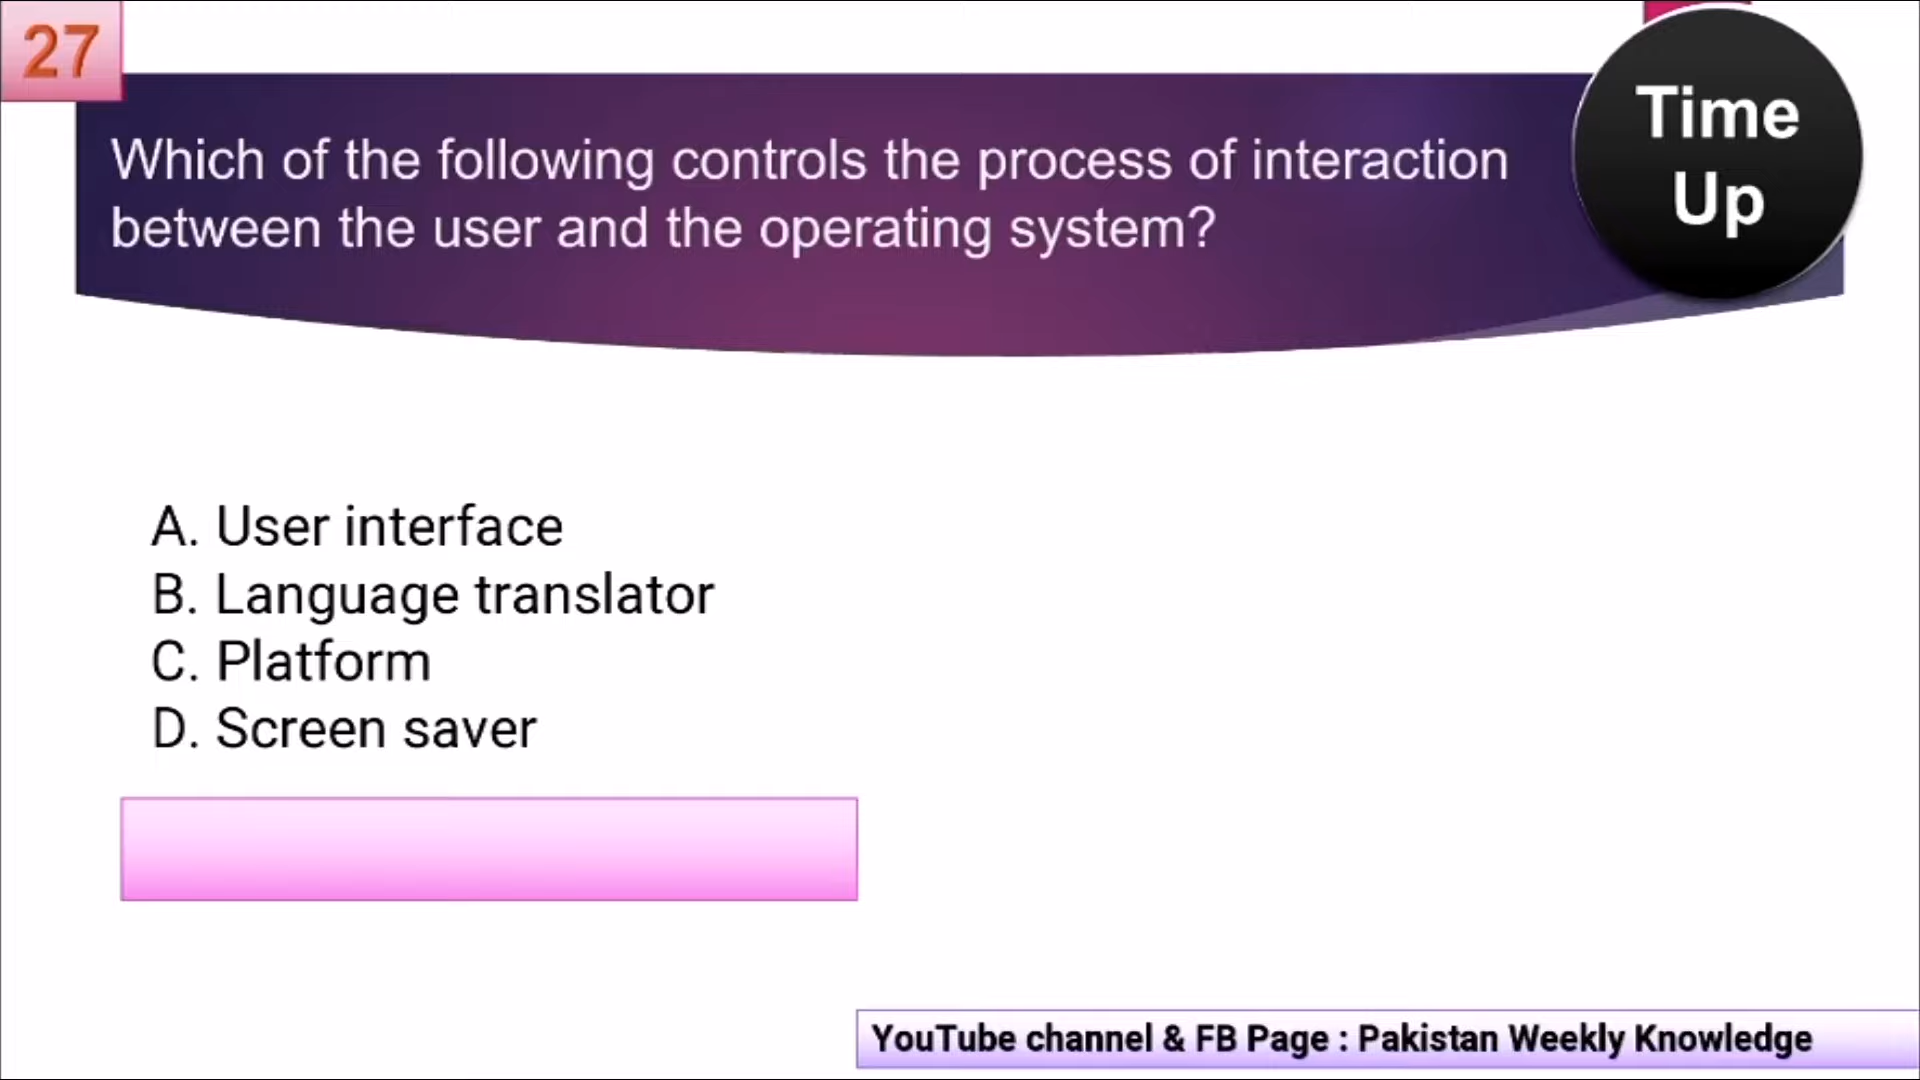 27
Time
Up
Which of the following controls the process of interaction
between the user and the operating system?
A. User interface
B. Language translator
C. Platform
D. Screen saver
YouTube channel & FB Page : Pakistan Weekly Knowledge